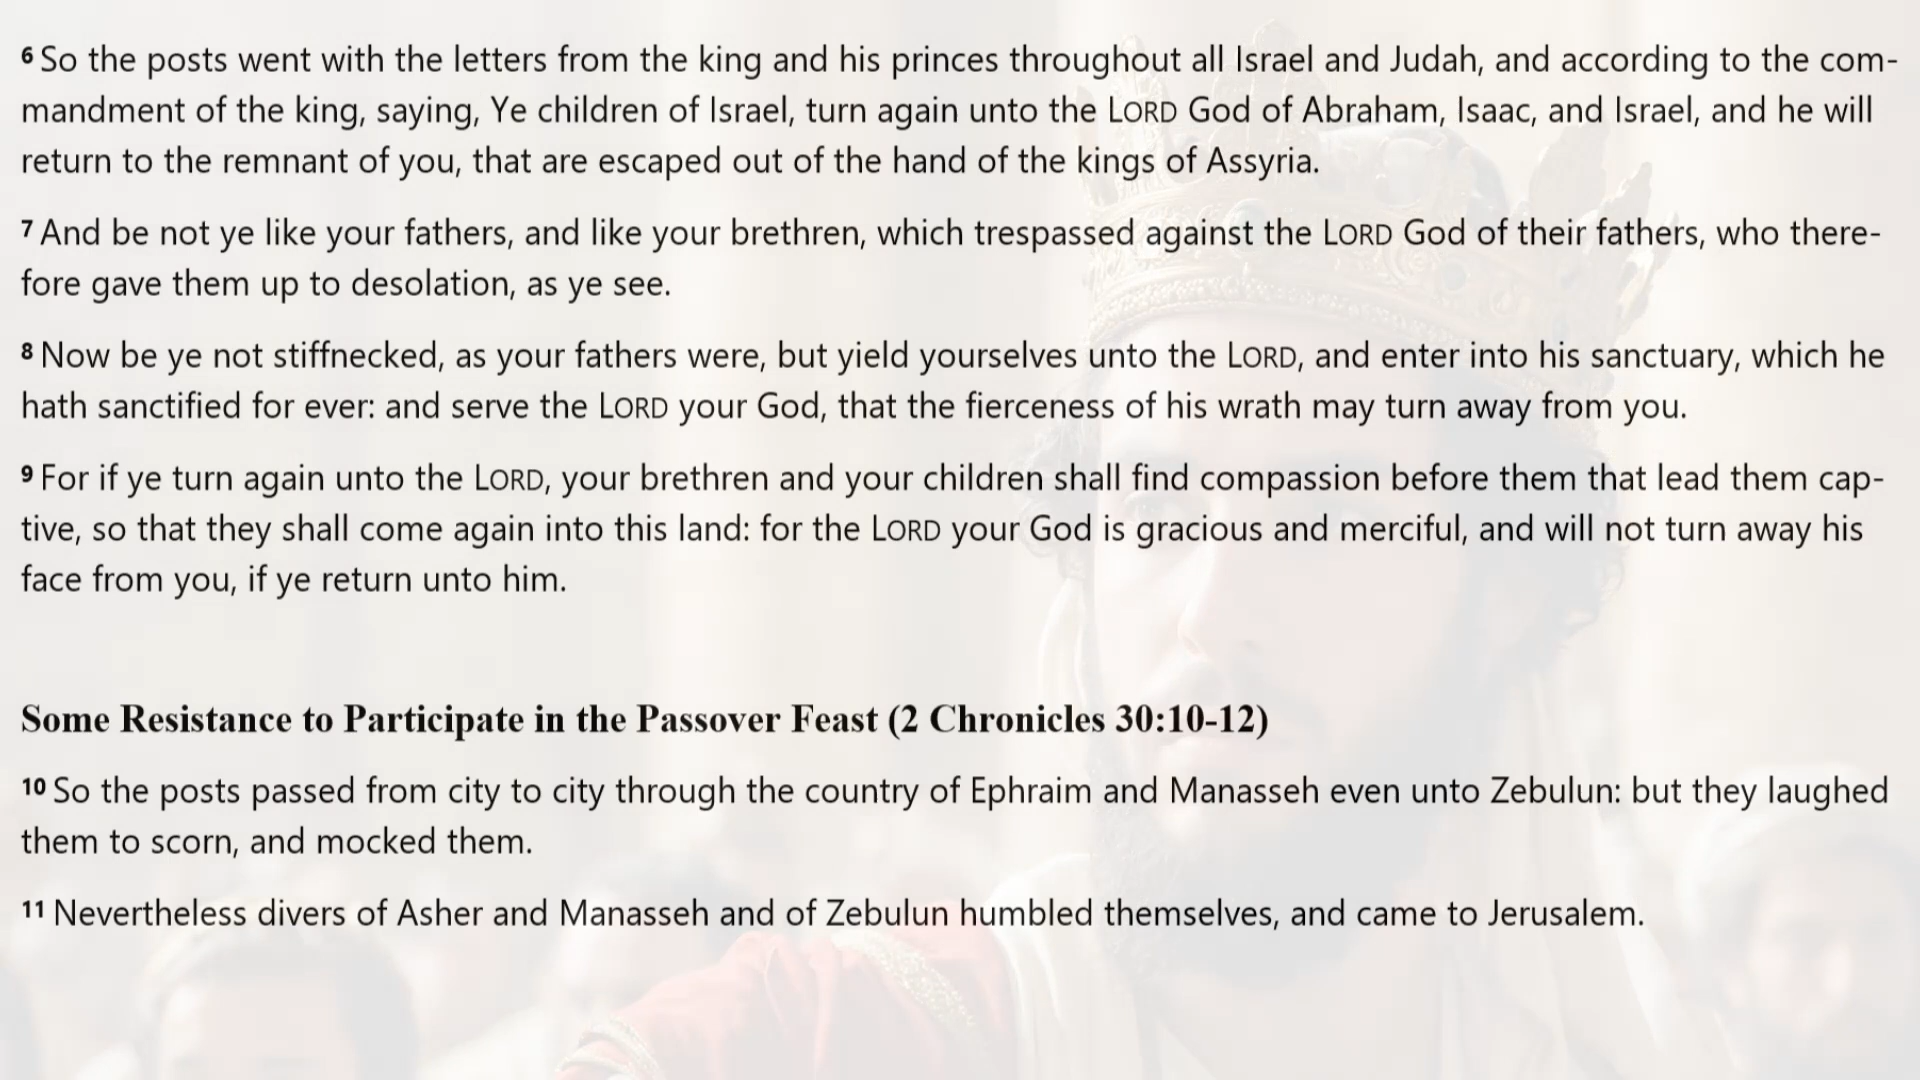 6 So the posts went with the letters from the king and his princes throughout all Israel and Judah, and according to the com-
mandment of the king, saying, Ye children of Israel, turn again unto the LORD God of Abraham, Isaac, and Israel, and he will
return to the remnant of you, that are escaped out of the hand of the kings of Assyria.
7 And be not ye like your fathers, and like your brethren, which trespassed against the LORD God of their fathers, who there-
fore gave them up to desolation, as ye see.
8 Now be ye not stiffnecked, as your fathers were, but yield yourselves unto the LORD, and enter into his sanctuary, which he
hath sanctified for ever: and serve the LORD your God, that the fierceness of his wrath may turn away from you.
9 For if ye turn again unto the LORD, your brethren and your children shall find compassion before them that lead them cap-
tive, so that they shall come again into this land: for the LORD your God is gracious and merciful, and will not turn away his
face from you, if ye return unto him.
Some Resistance to Participate in the Passover Feast (2 Chronicles 30:10-12)
10 So the posts passed from city to city through the country of Ephraim and Manasseh even unto Zebulun: but they laughed
them to scorn, and mocked them.
11 Nevertheless divers of Asher and Manasseh and of Zebulun humbled themselves, and came to Jerusalem.